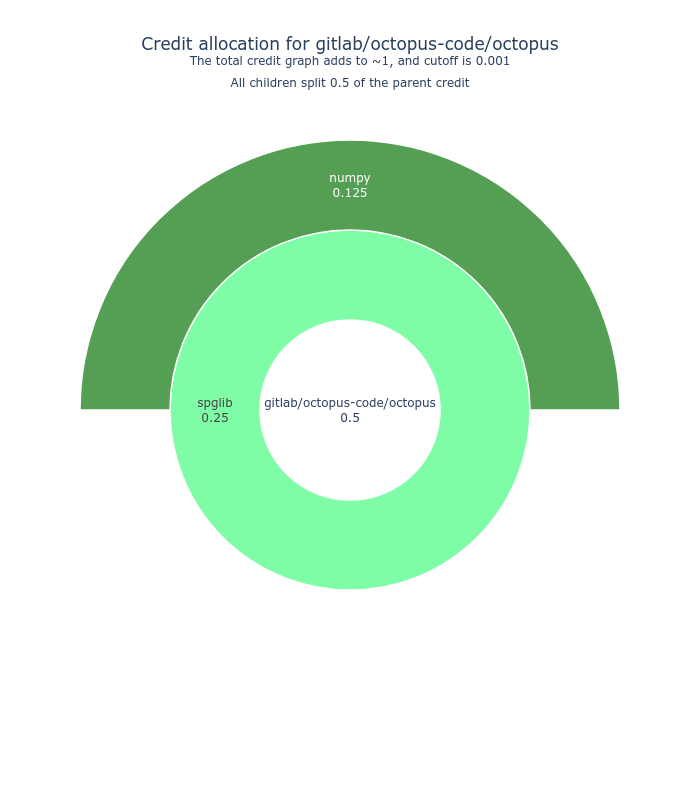 Credit allocation for gitlab/octopus-code/octopus
The total credit graph adds to ~1, and cutoff is 0.001
All children split 0.5 of the parent credit
numpy
0.125
spglib
0.25
gitlab/octopus-code/octopus
0.5